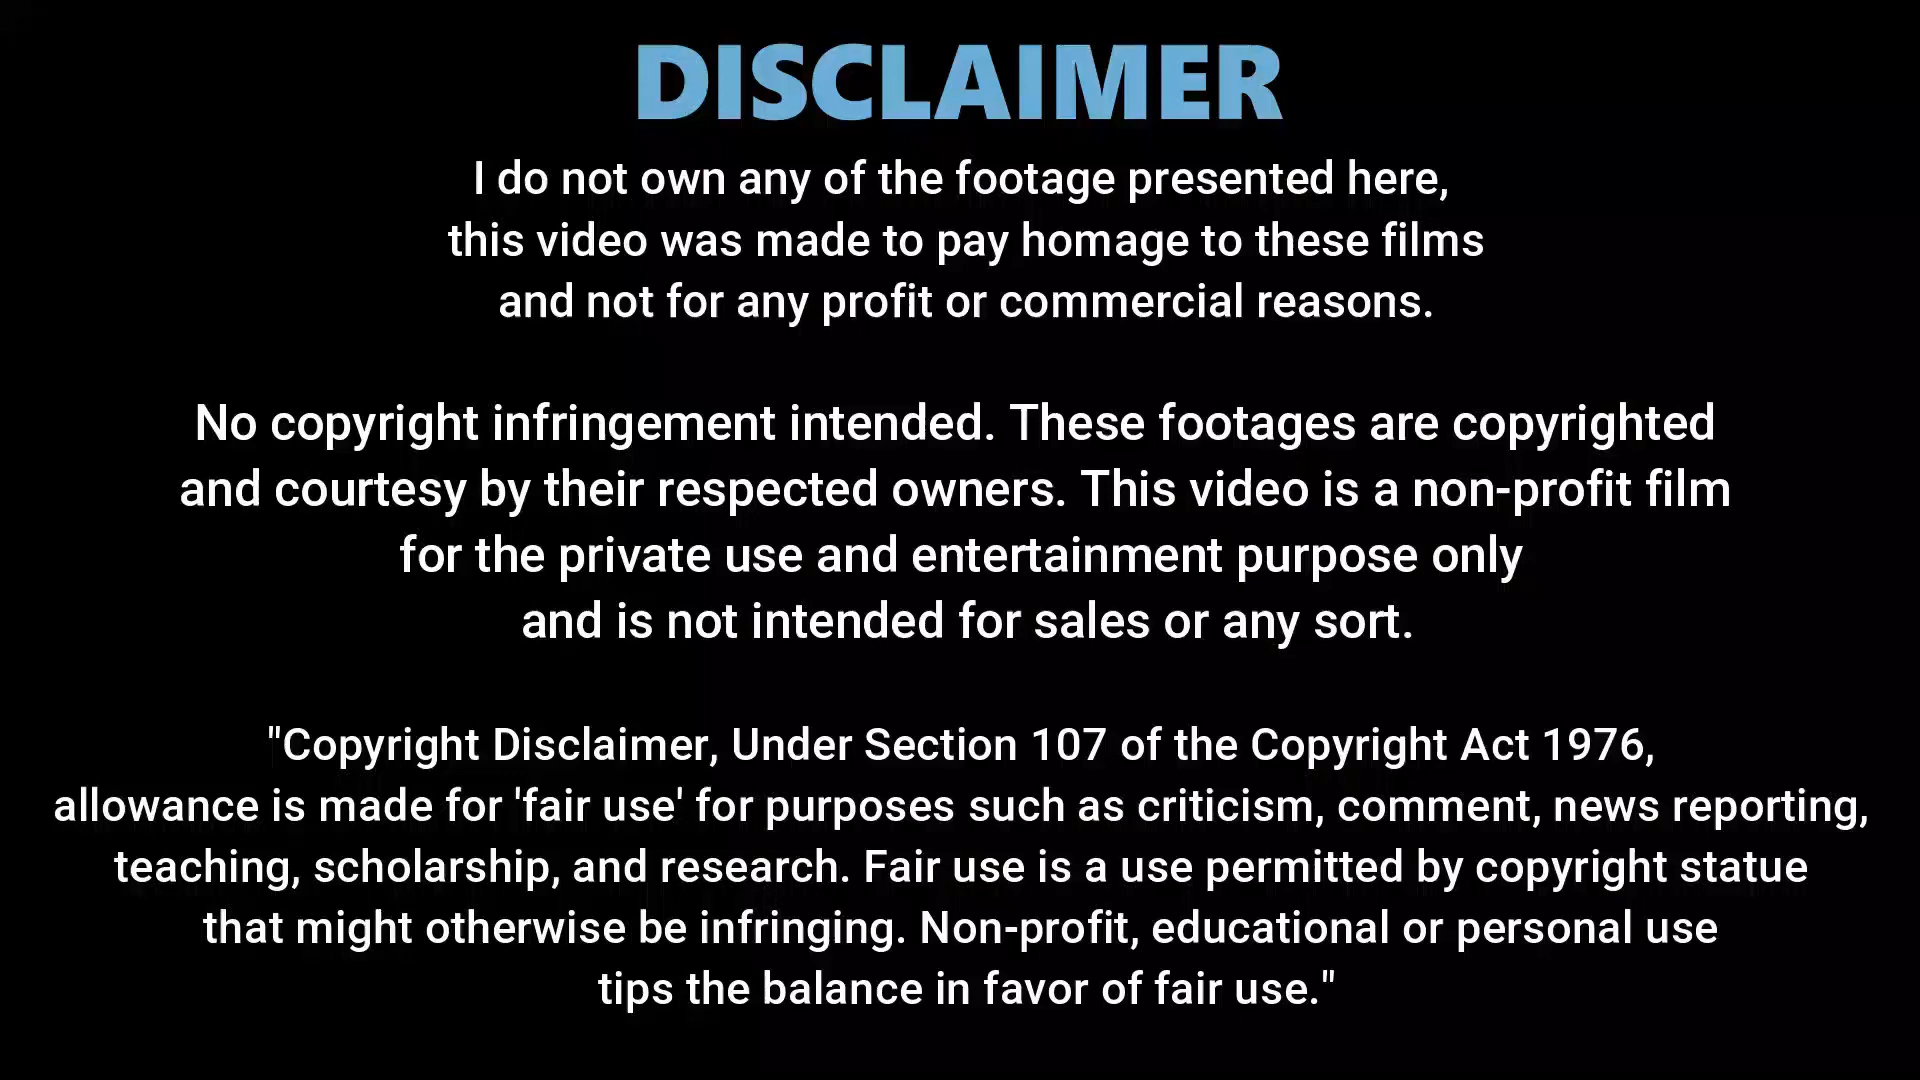 DISCLAIMER
I do not own any of the footage presented here,
this video was made to pay homage to these films
and not for any profit or commercial reasons.
No copyright infringement intended. These footages are copyrighted
and courtesy by their respected owners. This video is a non-profit film
for the private use and entertainment purpose only
and is not intended for sales or any sort.
"Copyright Disclaimer, Under Section 107 of the Copyright Act 1976,
allowance is made for 'fair use' for purposes such as criticism, comment, news reporting,
teaching, scholarship, and research. Fair use is a use permitted by copyright statue
that might otherwise be infringing. Non-profit, educational or personal use
tips the balance in favor of fair use."